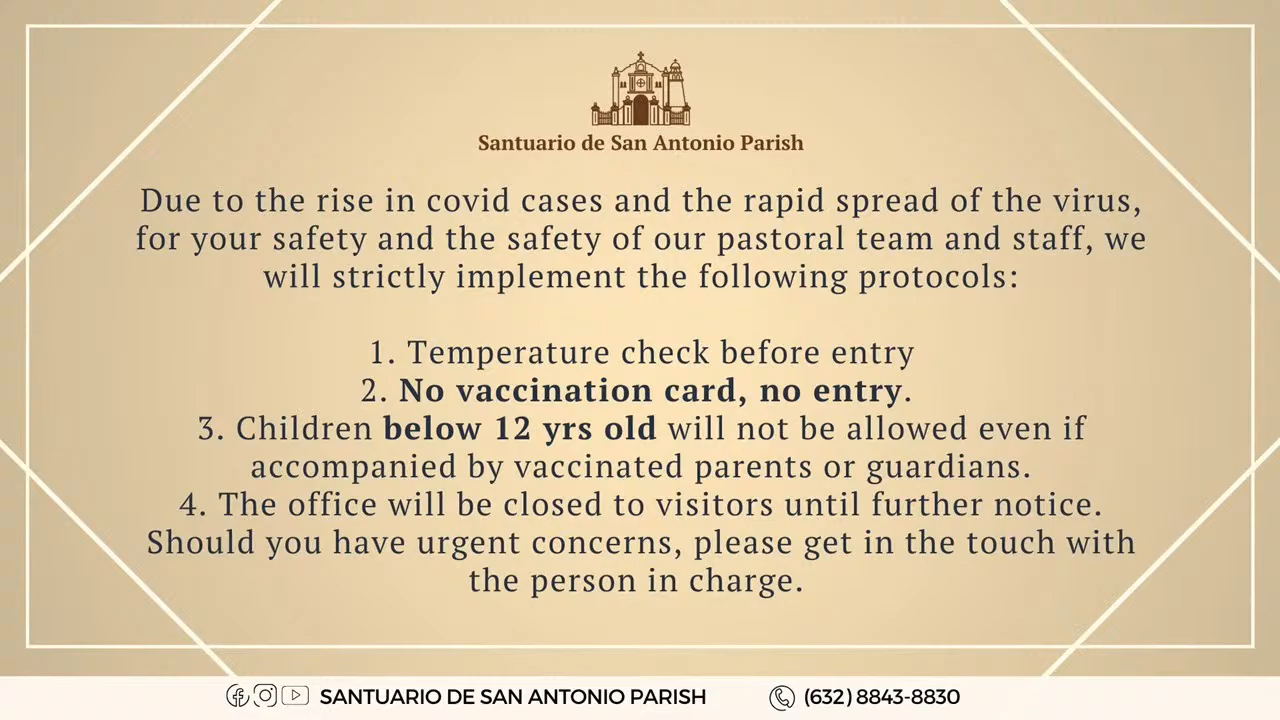 Santuario de San Antonio Parish
Due to the rise in covid cases and the rapid spread of the virus,
for your safety and the safety of our pastoral team and staff, we
will strictly implement the following protocols:
1. Temperature check before entry
2. No vaccination card, no entry.
3. Children below 12 yrs old will not be allowed even if
accompanied by vaccinated parents or guardians.
4. The office will be closed to visitors until further notice.
Should you have urgent concerns, please get in the touch with
the person in charge.
SANTUARIO DE SAN ANTONIO PARISH
(632) 8843-8830